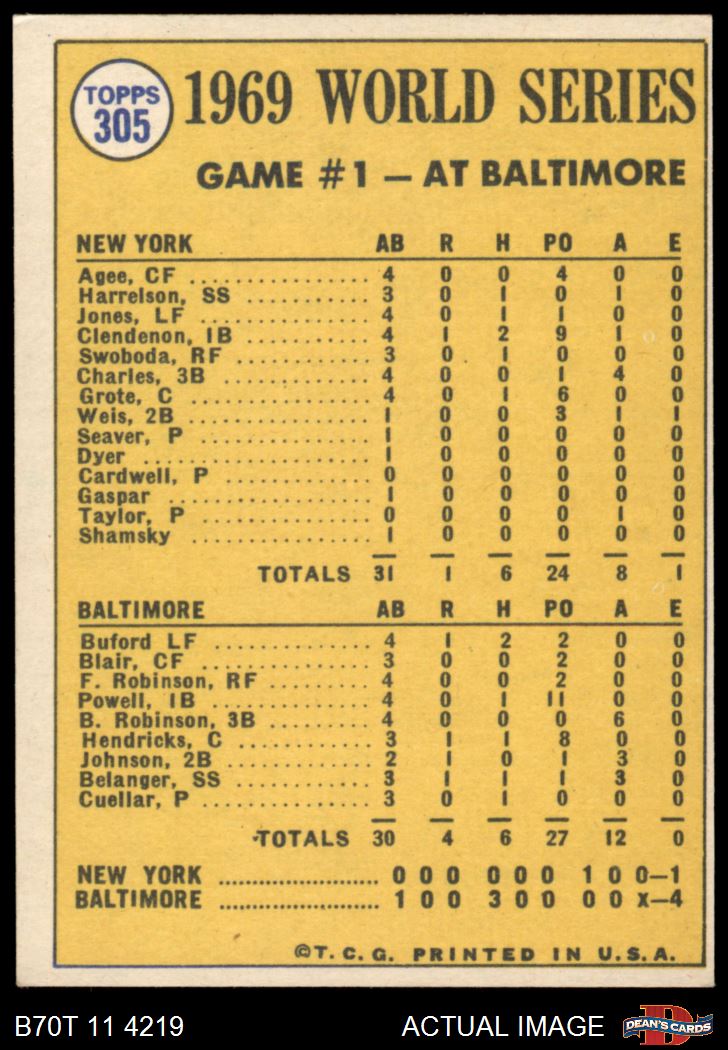 TOPPS
305
1969 WORLD SERIES
GAME #1 — AT BALTIMORE
NEW YORK AB R H PO A E
Agee, CF ................ 4 0 0 4 0 0
Harrelson, SS ........... 3 0 1 0 1 0
Jones, LF ............... 4 0 1 1 0 0
Clendenon, 1B ............ 4 1 2 9 1 0
Swoboda, RF ............ 3 0 1 0 0 0
Charles, 3B ............. 4 0 0 1 4 0
Grote, C ................ 4 0 1 6 0 0
Weis, 2B ................ 1 0 0 3 1 1
Seaver, P ............... 1 0 0 0 0 0
Dyer .................... 1 0 0 0 0 0
Cardwell, P .............. 0 0 0 0 0 0
Gaspar .................. 1 0 0 0 0 0
Taylor, P ............... 0 0 0 0 1 0
Shamsky ................. 1 0 0 0 0 0
TOTALS 31 1 6 24 8 1
BALTIMORE AB R H PO A E
Buford LF .............. 4 1 2 2 0 0
Blair, CF ............... 3 0 0 2 0 0
F. Robinson, RF ......... 4 0 0 2 0 0
Powell, 1B .............. 4 0 1 11 0 0
B. Robinson, 3B ......... 4 0 0 0 6 0
Hendricks, C ............. 3 1 1 8 0 0
Johnson, 2B ............. 2 1 0 1 3 0
Belanger, SS ............ 3 1 1 1 3 0
Cuellar, P ............... 3 0 1 0 0 0
TOTALS 30 4 6 27 12 0
NEW YORK ...................... 0 0 0 0 0 0 1 0 0—1
BALTIMORE ...................... 1 0 0 3 0 0 0 0 x—4
©T. C. G. PRINTED IN U. S. A.
B70T 11 4219 ACTUAL IMAGE
D
DEAN'S CARDS